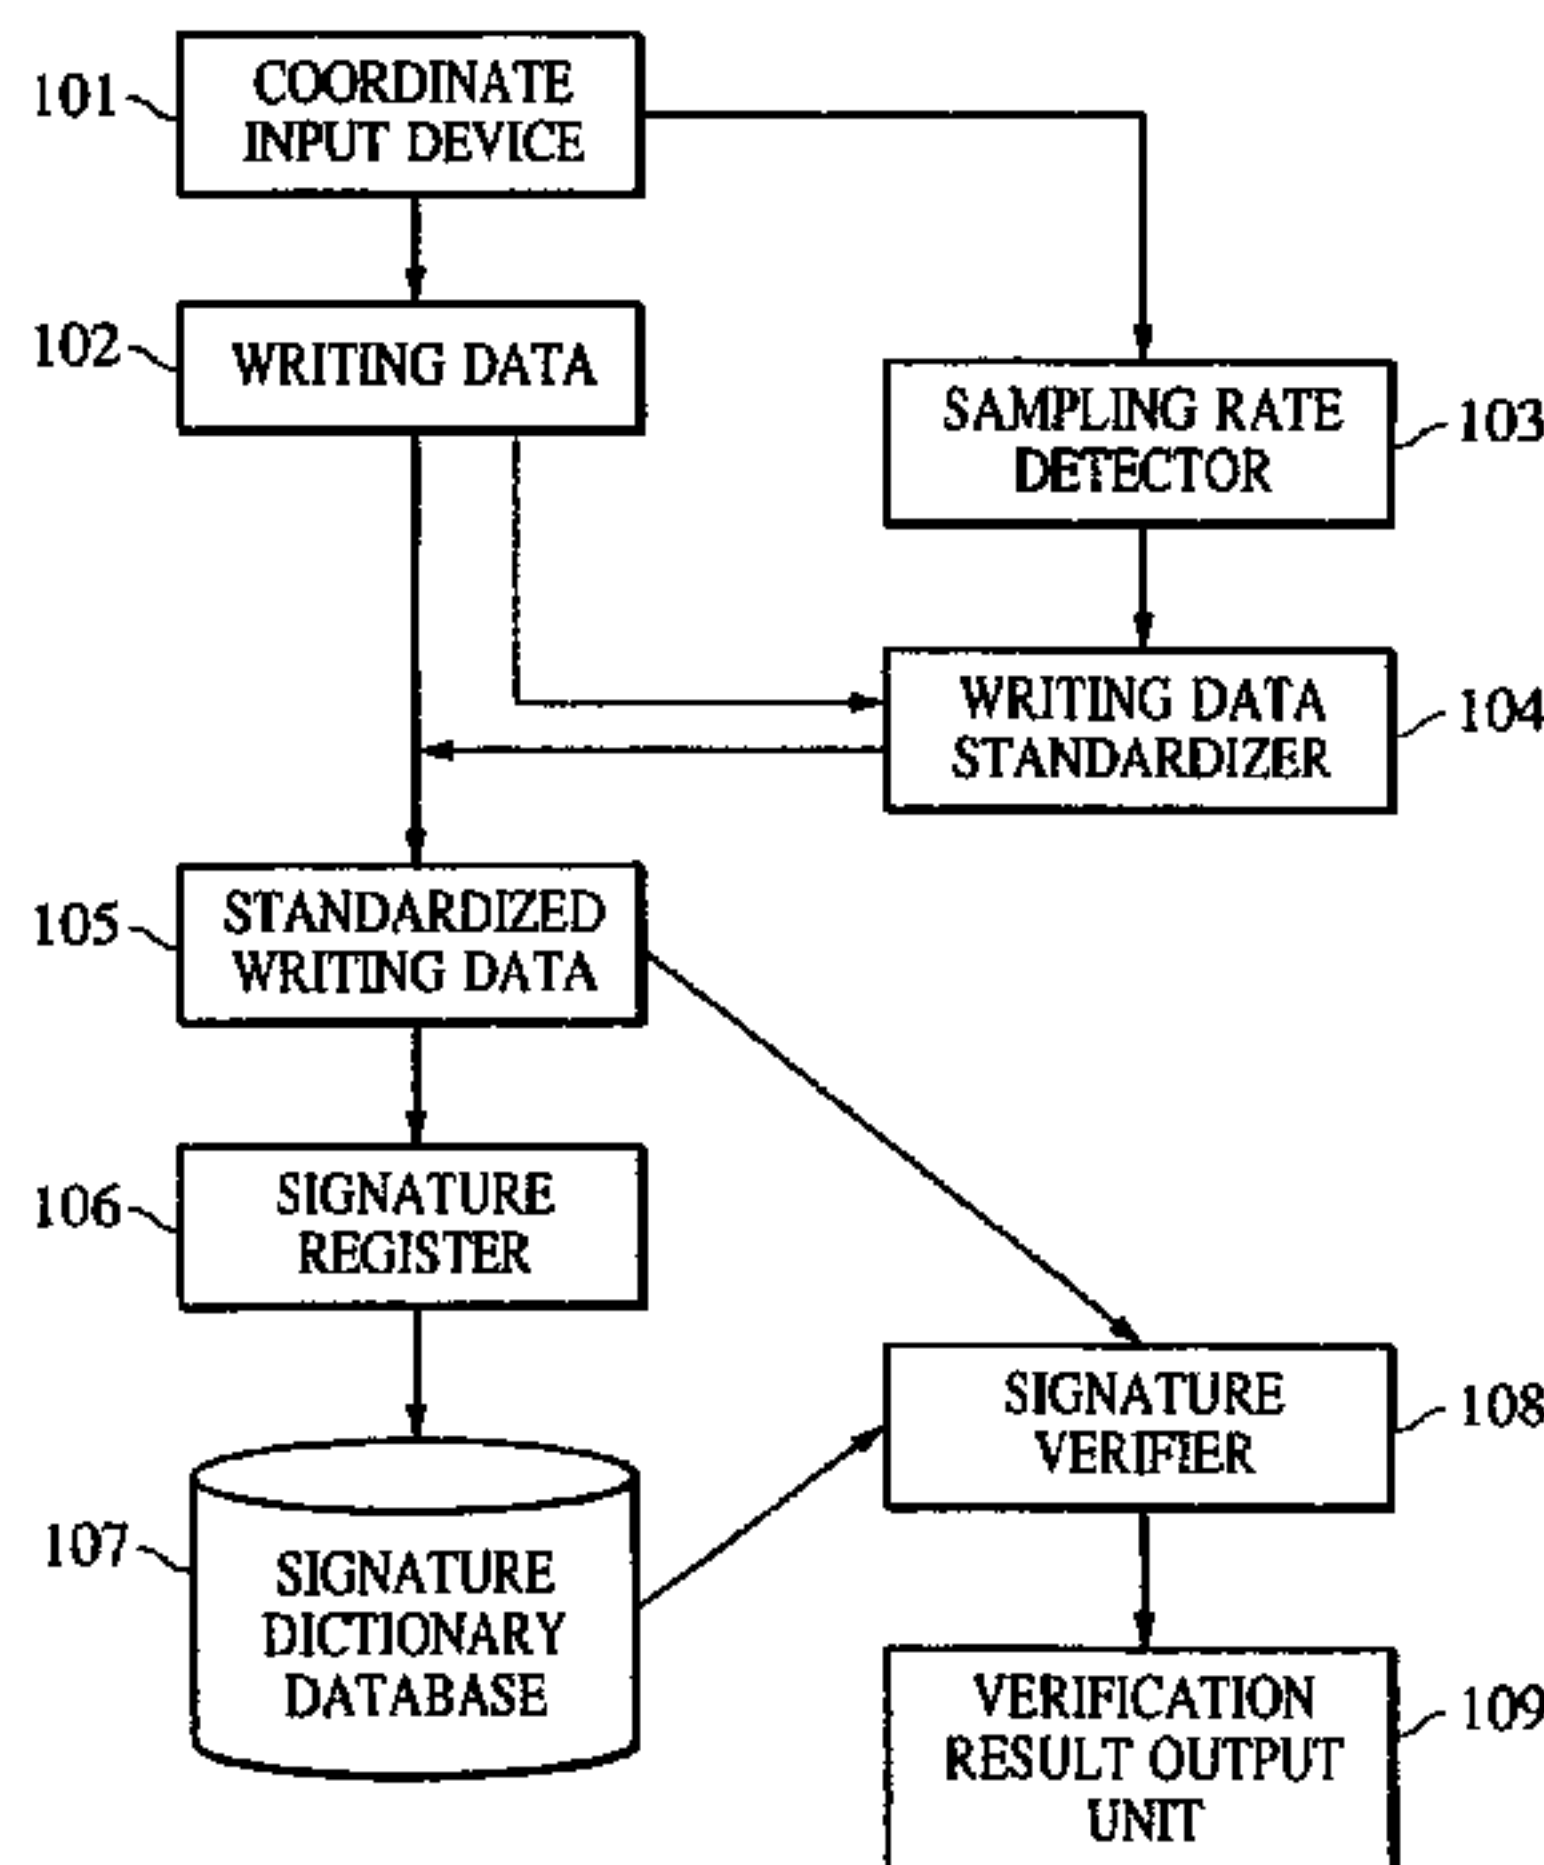 101
COORDINATE
INPUT DEVICE
102
WRITING DATA
SAMPLING RATE
DETECTOR
103
WRITING DATA
STANDARDIZER
104
105
STANDARDIZED
WRITING DATA
106
SIGNATURE
REGISTER
107
SIGNATURE
DICTIONARY
DATABASE
SIGNATURE
VERIFIER
108
VERIFICATION
RESULT OUTPUT
UNIT
109